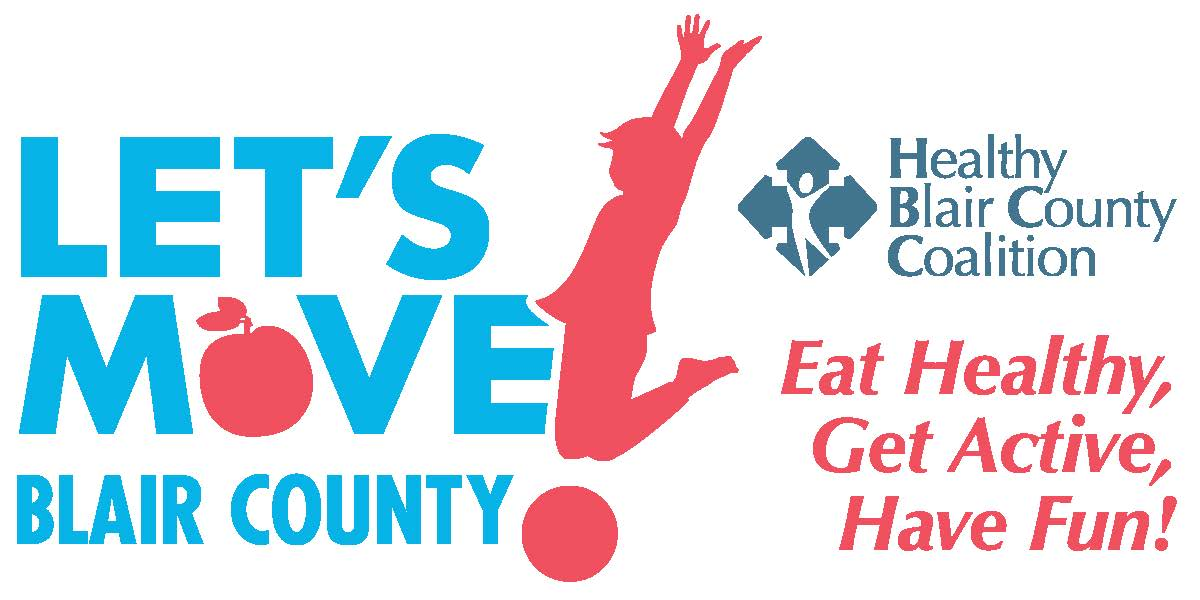 LET'S
MOVE!
BLAIR COUNTY
Healthy
Blair County
Coalition
Eat Healthy,
Get Active,
Have Fun!